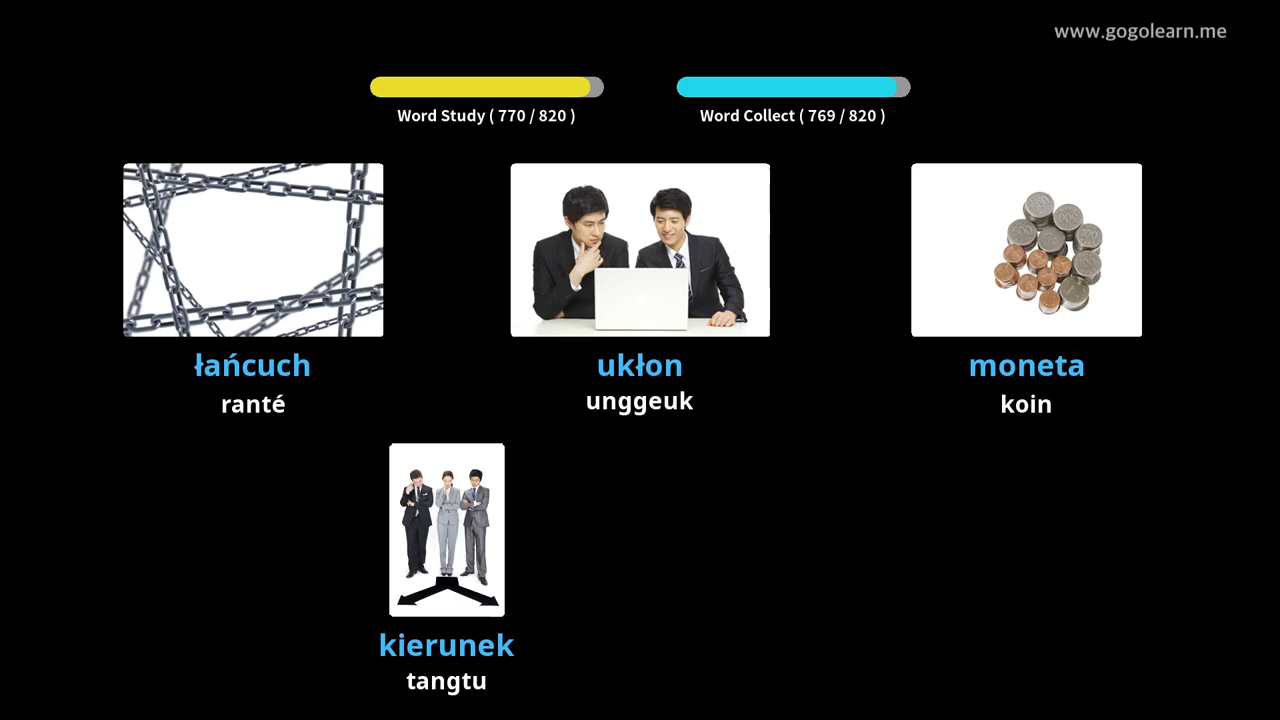 www.gogolearn.me
Word Study ( 770 / 820 )
Word Collect ( 769 / 820 )
łańcuch
ranté
ukłon
unggeuk
moneta
koin
kierunek
tangtu